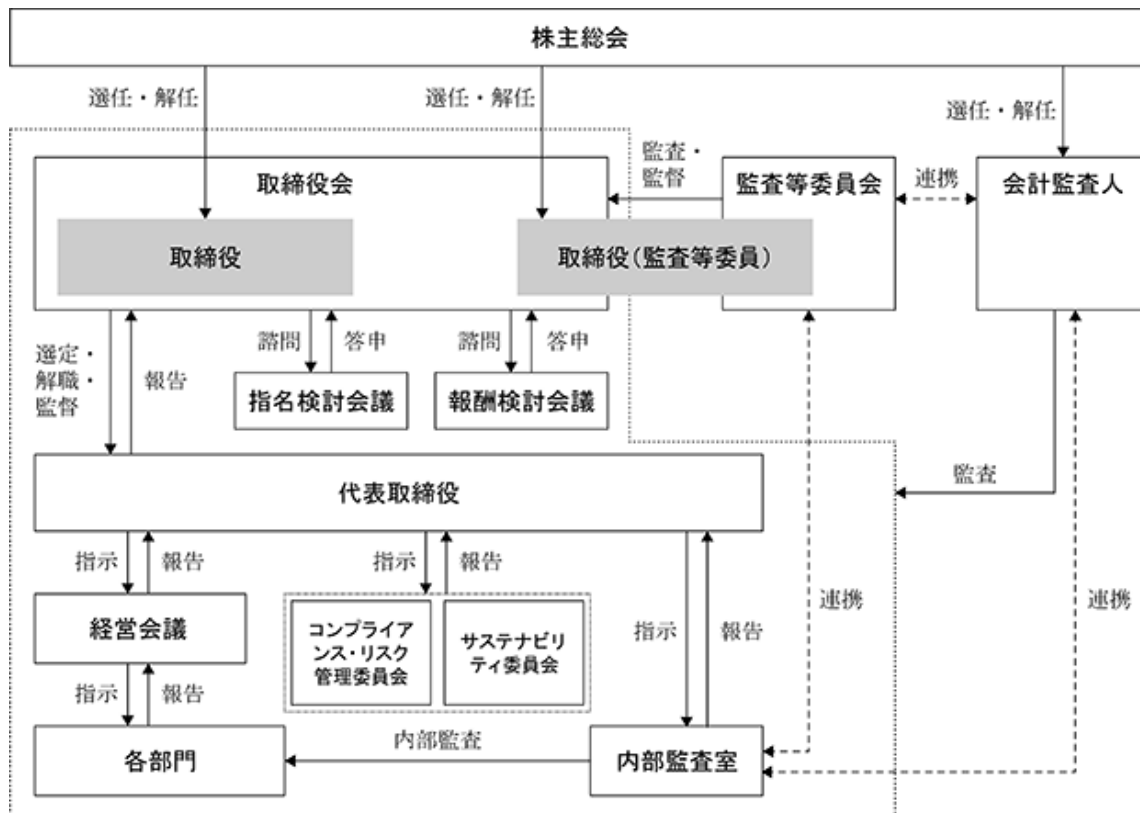 株主総会
選任・解任
選任・解任
選任・解任
取締役会
監査・
監督
監査等委員会
連携
会計監査人
取締役
取締役(監査等委員)
選定・
解職・
監督
報告
諮問
答申
諮問
答申
指名検討会議
報酬検討会議
代表取締役
監査
指示
報告
指示
報告
指示
報告
連携
連携
経営会議
コンプライア
ンス・リスク
管理委員会
サステナビリ
ティ委員会
指示
報告
各部門
内部監査
内部監査室